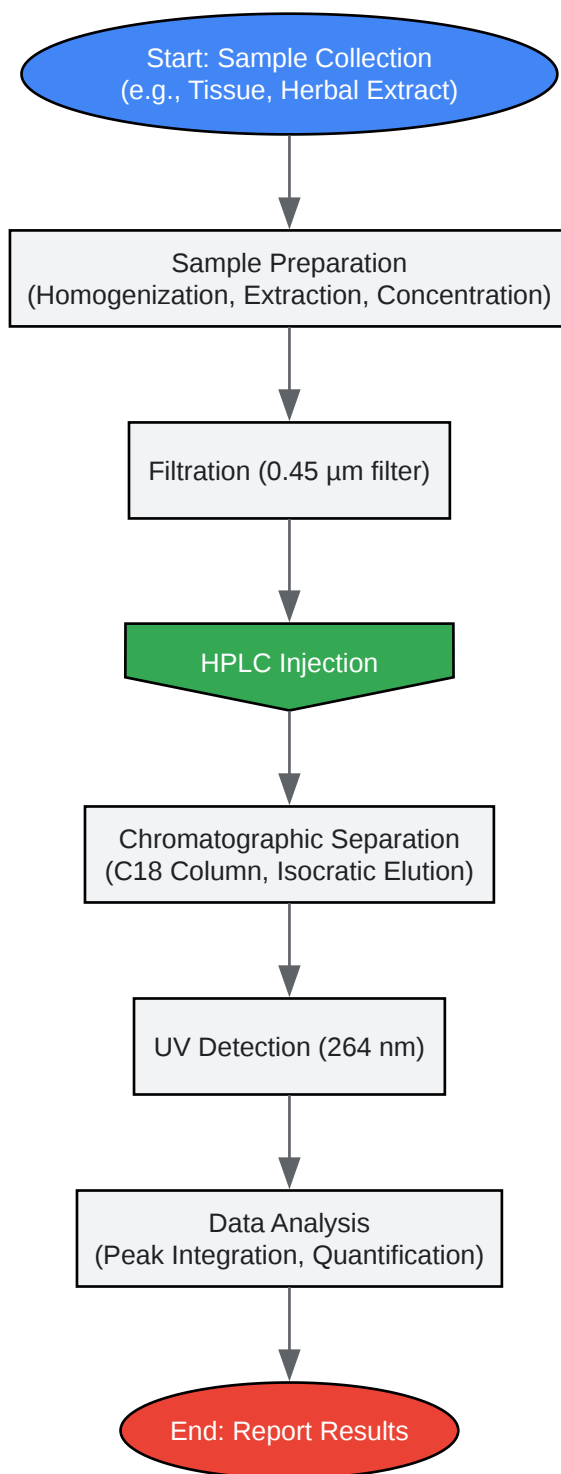 Start: Sample Collection
(e.g., Tissue, Herbal Extract)
Sample Preparation
(Homogenization, Extraction, Concentration)
Filtration (0.45 µm filter)
HPLC Injection
Chromatographic Separation
(C18 Column, Isocratic Elution)
UV Detection (264 nm)
Data Analysis
(Peak Integration, Quantification)
End: Report Results